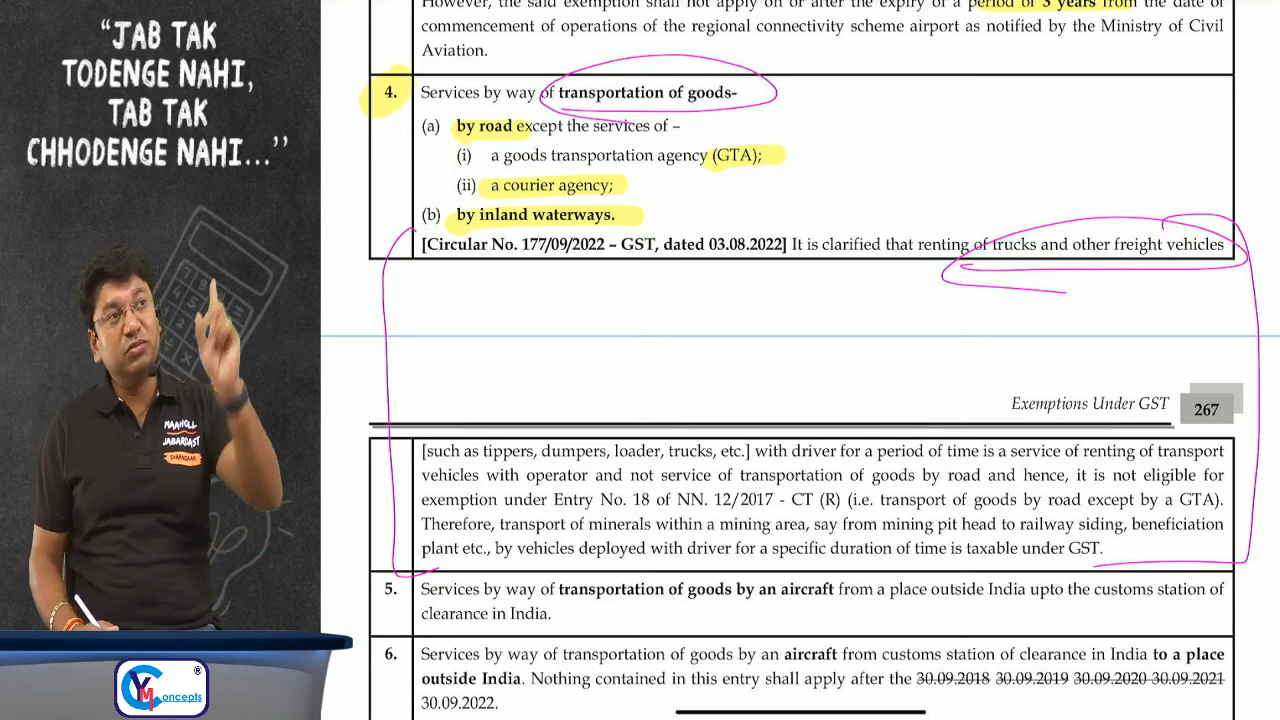 “JAB TAK
TODENGE NAHI,
TAB TAK
CHHODENGE NAHI...’’
However, the said exemption shall not apply on or after the expiry of a period of 3 years from the date of
commencement of operations of the regional connectivity scheme airport as notified by the Ministry of Civil
Aviation.
4. Services by way of transportation of goods-
(a) by road except the services of –
(i) a goods transportation agency (GTA);
(ii) a courier agency;
(b) by inland waterways.
[Circular No. 177/09/2022 – GST, dated 03.08.2022] It is clarified that renting of trucks and other freight vehicles
Exemptions Under GST 267
[such as tippers, dumpers, loader, trucks, etc.] with driver for a period of time is a service of renting of transport
vehicles with operator and not service of transportation of goods by road and hence, it is not eligible for
exemption under Entry No. 18 of NN. 12/2017 - CT (R) (i.e. transport of goods by road except by a GTA).
Therefore, transport of minerals within a mining area, say from mining pit head to railway siding, beneficiation
plant etc., by vehicles deployed with driver for a specific duration of time is taxable under GST.
5. Services by way of transportation of goods by an aircraft from a place outside India upto the customs station of
clearance in India.
6. Services by way of transportation of goods by an aircraft from customs station of clearance in India to a place
outside India. Nothing contained in this entry shall apply after the 30.09.2018 30.09.2019 30.09.2020 30.09.2021
30.09.2022.
MAAHOLL
JABARDAST
YM Concepts ®